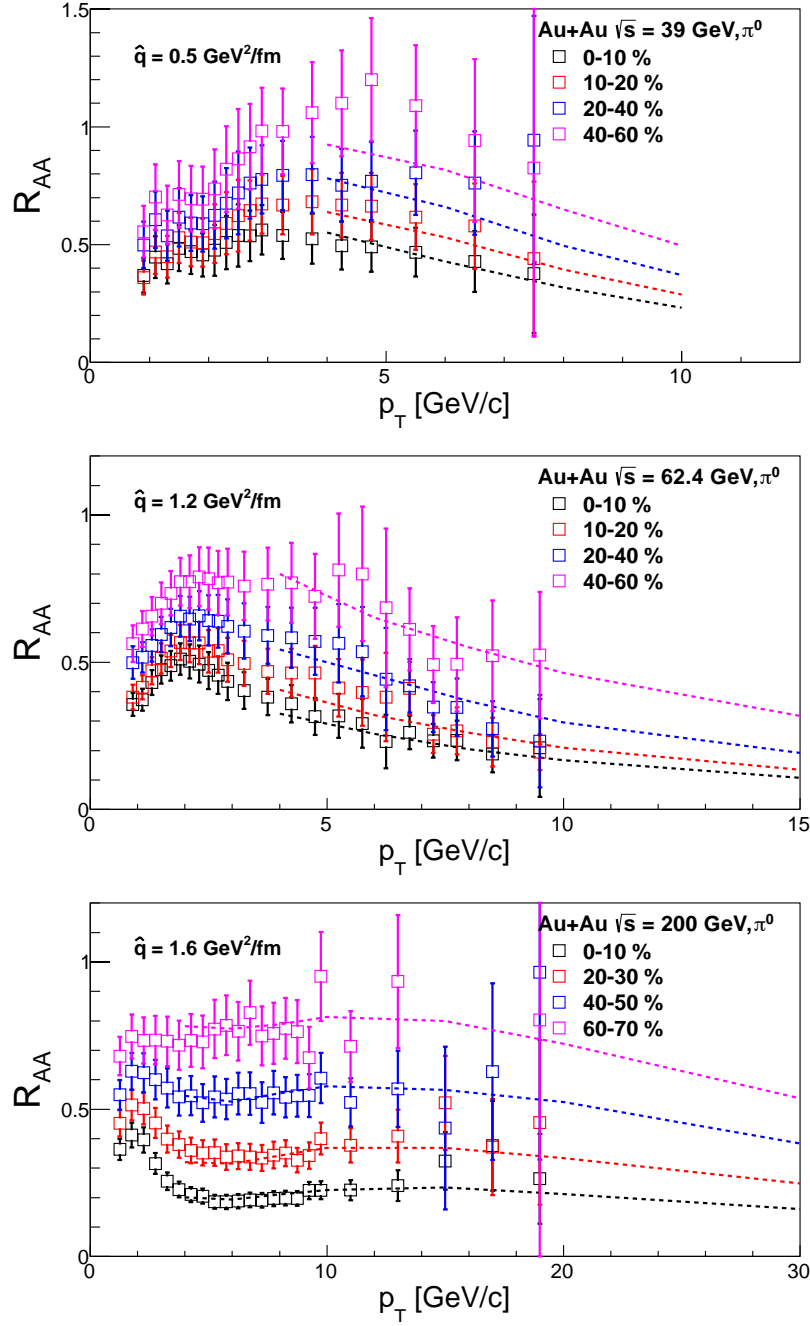 1.5
Au+Au √s = 39 GeV,π⁰
q̂ = 0.5 GeV²/fm
0-10 %
10-20 %
20-40 %
1
40-60 %
R_AA
0.5
0
0 5 10
p_T [GeV/c]
Au+Au √s = 62.4 GeV,π⁰
q̂ = 1.2 GeV²/fm
0-10 %
1
10-20 %
20-40 %
40-60 %
R_AA
0.5
0
0 5 10 15
p_T [GeV/c]
Au+Au √s = 200 GeV,π⁰
q̂ = 1.6 GeV²/fm
0-10 %
1
20-30 %
40-50 %
60-70 %
R_AA
0.5
0
0 10 20 30
p_T [GeV/c]